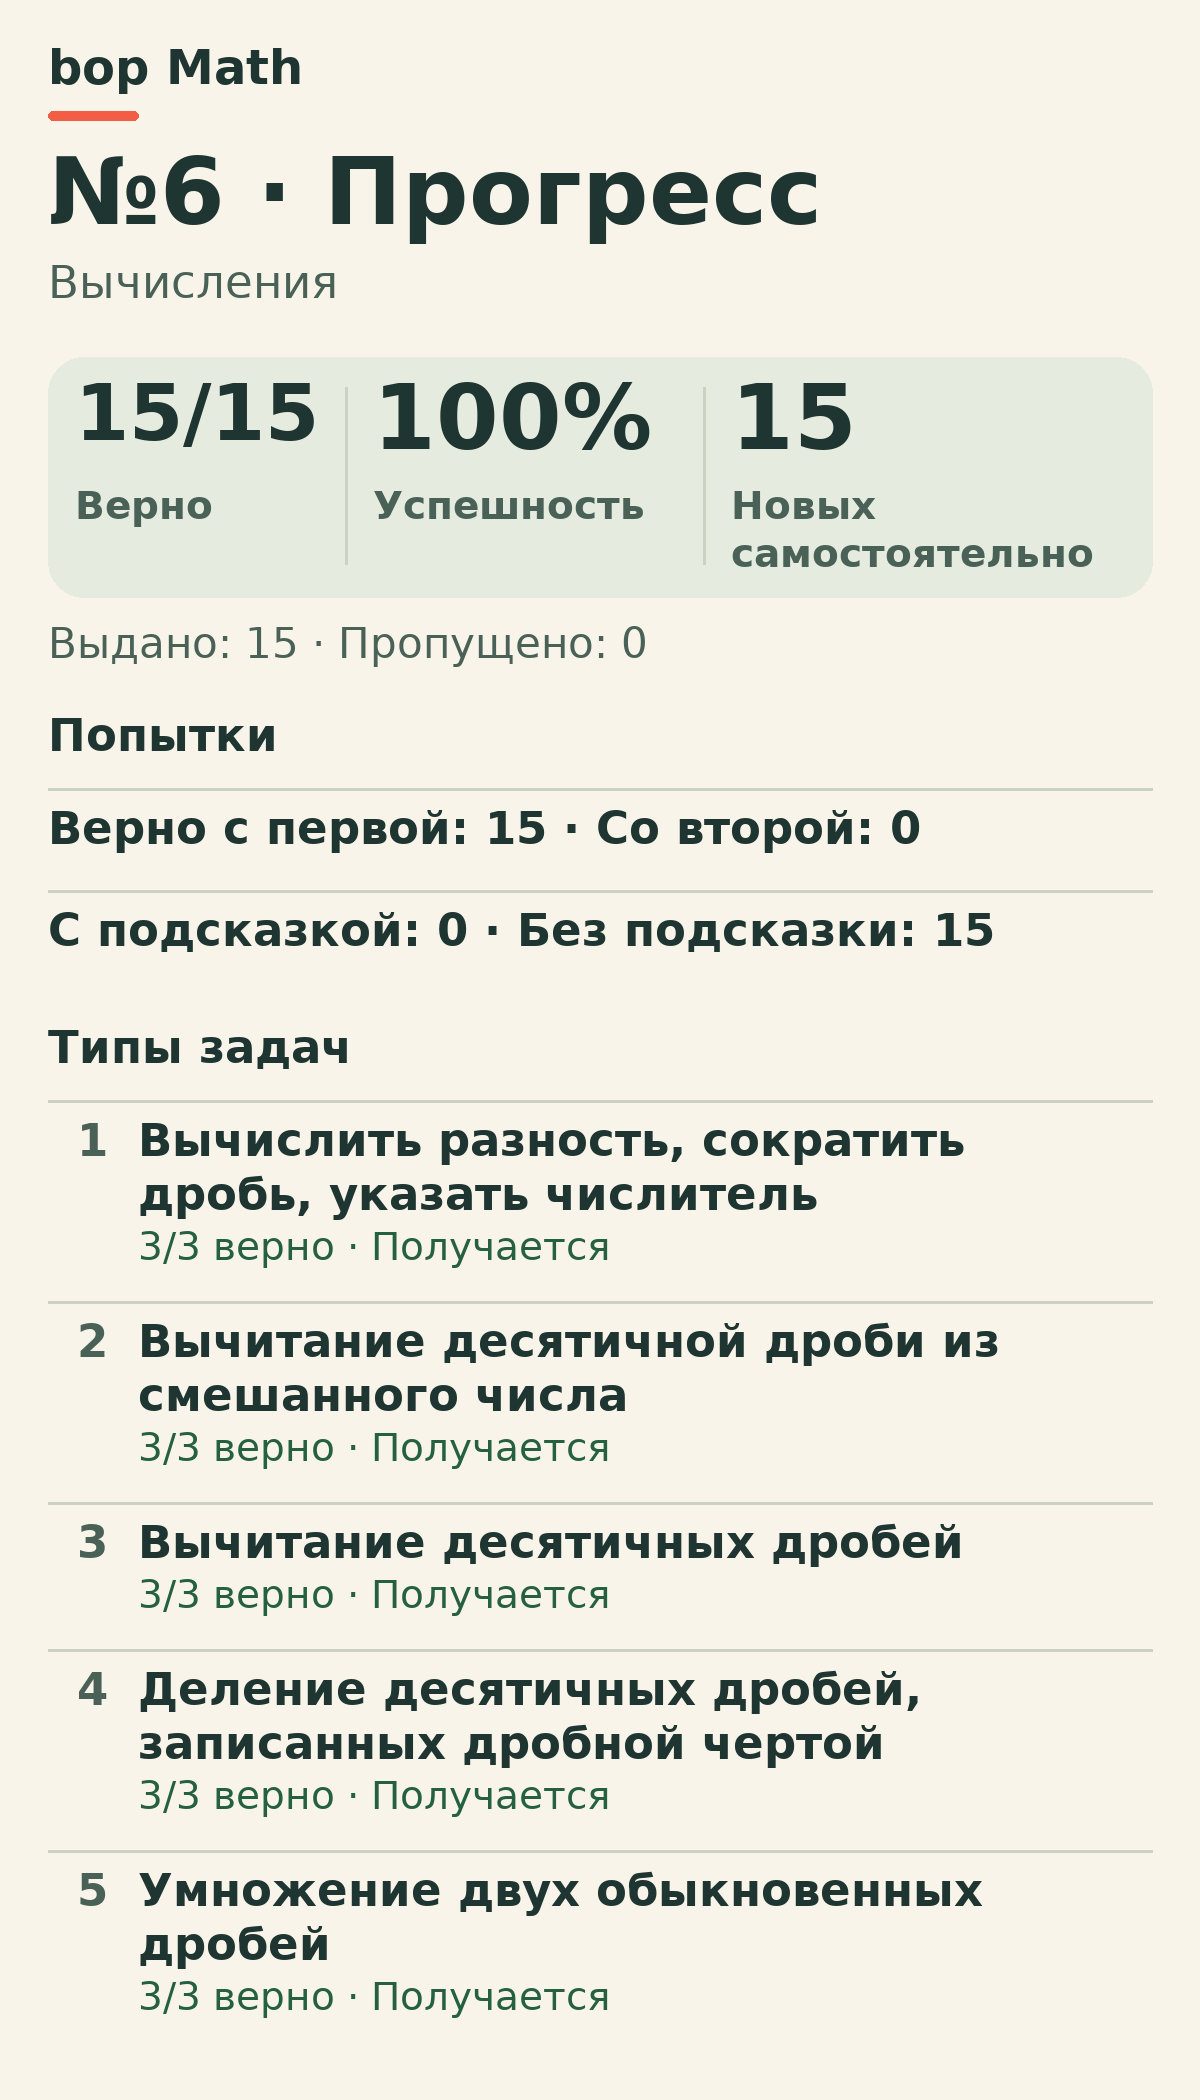 bop Math
№6 · Прогресс
Вычисления
15/15
Верно
100%
Успешность
15
Новых
самостоятельно
Выдано: 15 · Пропущено: 0
Попытки
Верно с первой: 15 · Со второй: 0
С подсказкой: 0 · Без подсказки: 15
Типы задач
1 Вычислить разность, сократить
дробь, указать числитель
3/3 верно · Получается
2 Вычитание десятичной дроби из
смешанного числа
3/3 верно · Получается
3 Вычитание десятичных дробей
3/3 верно · Получается
4 Деление десятичных дробей,
записанных дробной чертой
3/3 верно · Получается
5 Умножение двух обыкновенных
дробей
3/3 верно · Получается